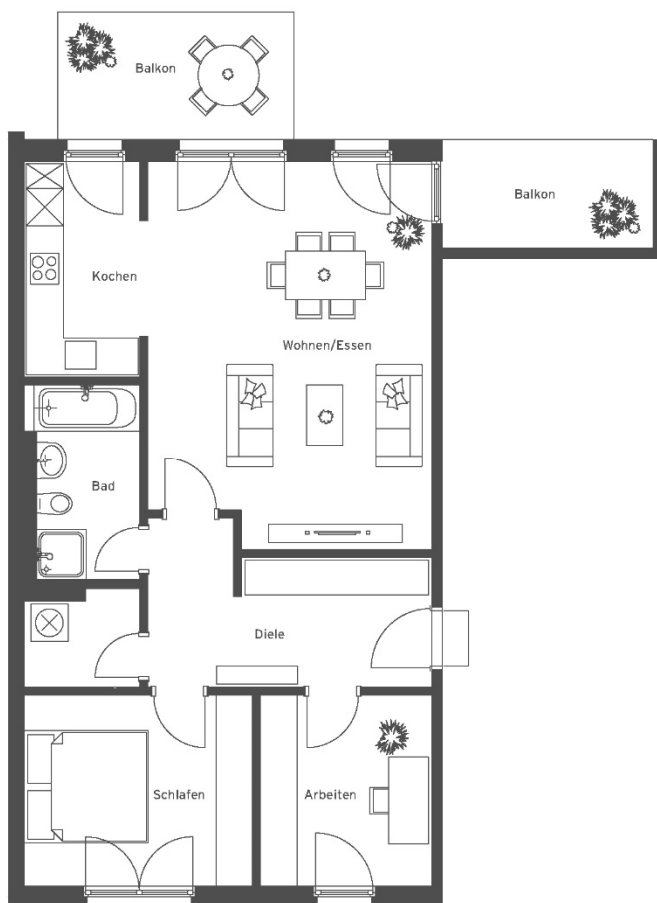 Balkon
Balkon
Kochen
Wohnen/Essen
Bad
Diele
Schlafen
Arbeiten